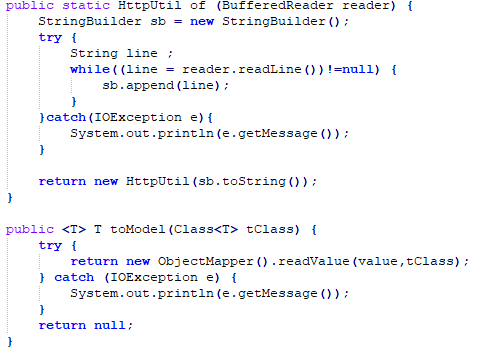 public static HttpUtil of (BufferedReader reader) {
    StringBuilder sb = new StringBuilder();
    try {
        String line ;
        while((line = reader.readLine())!=null) {
            sb.append(line);
        }
    }catch(IOException e){
        System.out.println(e.getMessage());
    }
    return new HttpUtil(sb.toString());
}
public <T> T toModel(Class<T> tClass) {
    try {
        return new ObjectMapper().readValue(value,tClass);
    } catch (IOException e) {
        System.out.println(e.getMessage());
    }
    return null;
}